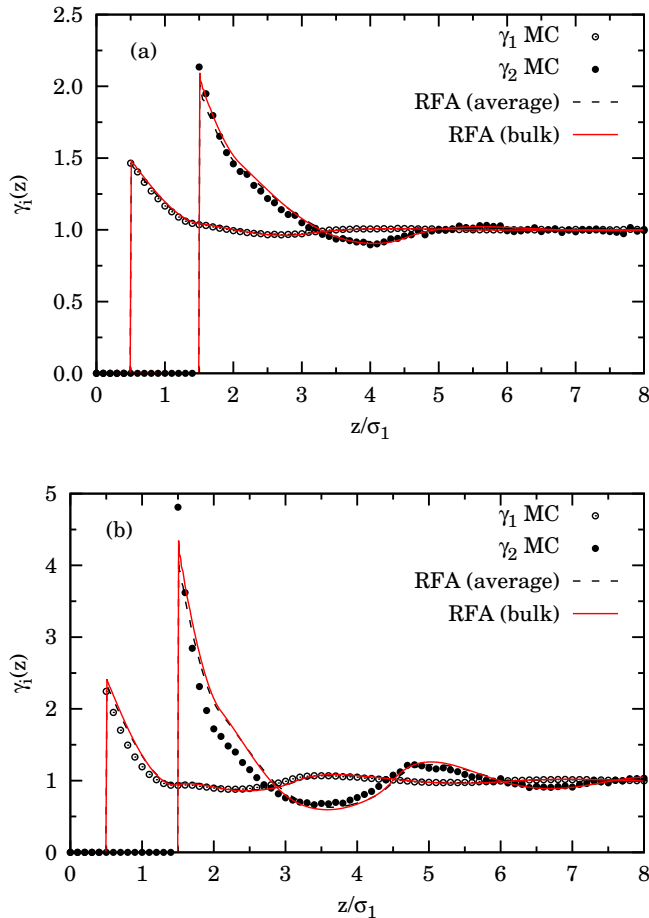 (a)
γ₁ MC
γ₂ MC
RFA (average)
RFA (bulk)
γᵢ(z)
2.5
2.0
1.5
1.0
0.5
0.0
0 1 2 3 4 5 6 7 8
z/σ₁
(b)
γ₁ MC
γ₂ MC
RFA (average)
RFA (bulk)
γᵢ(z)
5
4
3
2
1
0
0 1 2 3 4 5 6 7 8
z/σ₁